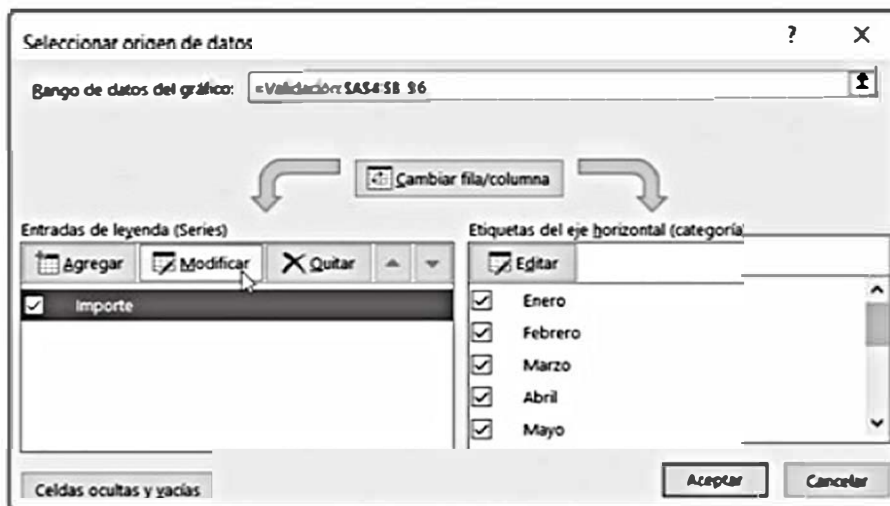 Seleccionar origen de datos ? X
Rango de datos del gráfico: =Validación
Cambiar fila/columna
Entradas de leyenda (Series)
Agregar Modificar Quitar
Importe
Etiquetas del eje horizontal (categoría)
Editar
Enero
Febrero
Marzo
Abril
Mayo
Celdas ocultas y vacías
Aceptar Cancelar